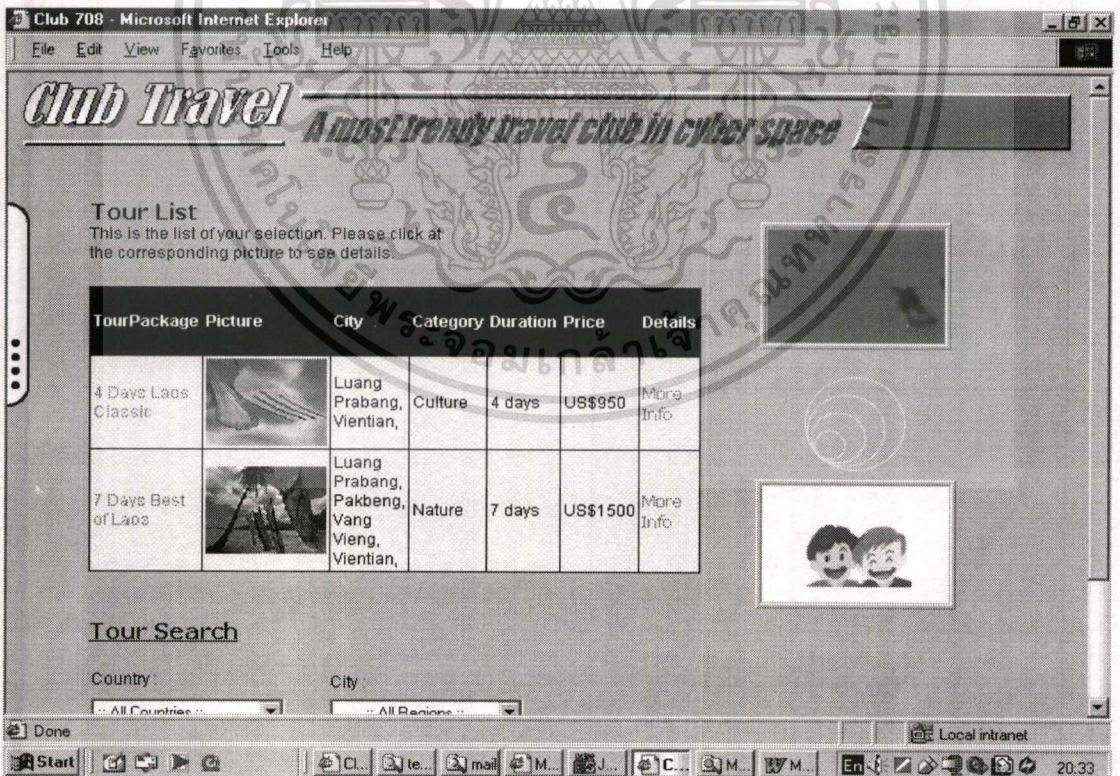 Club 708 - Microsoft Internet Explorer
File Edit View Favorites Tools Help
Club Travel
A most trendy travel club in cyber space
Tour List
This is the list of your selection. Please click at
the corresponding picture to see details.
TourPackage Picture City Category Duration Price Details
4 Days Laos
Classic
Luang
Prabang,
Vientian,
Culture
4 days
US$950
More
Info
7 Days Best
of Laos
Luang
Prabang,
Pakbeng,
Vang
Vieng,
Vientian,
Nature
7 days
US$1500
More
Info
Tour Search
Country :
City :
:: All Countries ::
:: All Regions ::
Done
Local intranet
Start
Cl... te... mail M... J... C... M... M... En 20:33